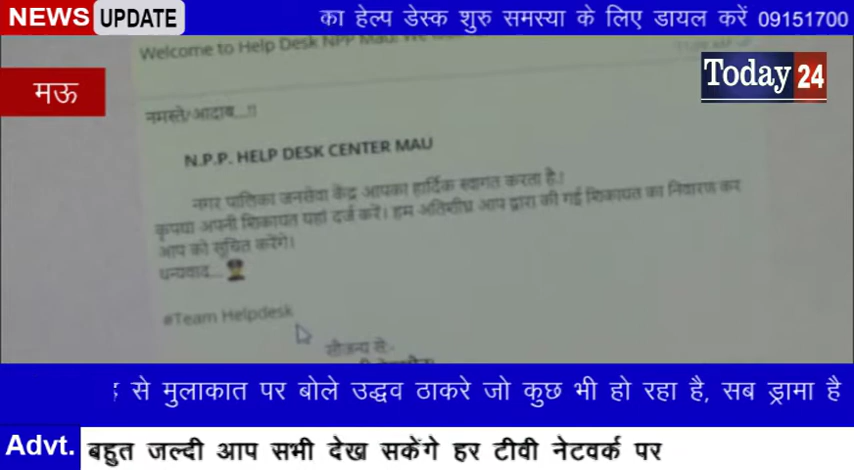 NEWS UPDATE
का हेल्प डेस्क शुरु समस्या के लिए डायल करें 09151700
Welcome to Help Desk NPP Mau! We
मऊ
Today 24
नमस्ते/आदाब...!!
N.P.P. HELP DESK CENTER MAU
नगर पालिका जनसेवा केंद्र आपका हार्दिक स्वागत करता है.!
कृपया अपनी शिकायत यहां दर्ज करें। हम अतिशीघ्र आप द्वारा की गई शिकायत का निवारण कर
आप को सूचित करेंगे।
धन्यवाद...
#Team Helpdesk
सौजन्य से:-
से मुलाकात पर बोले उद्धव ठाकरे जो कुछ भी हो रहा है, सब ड्रामा है
Advt. बहुत जल्दी आप सभी देख सकेंगे हर टीवी नेटवर्क पर